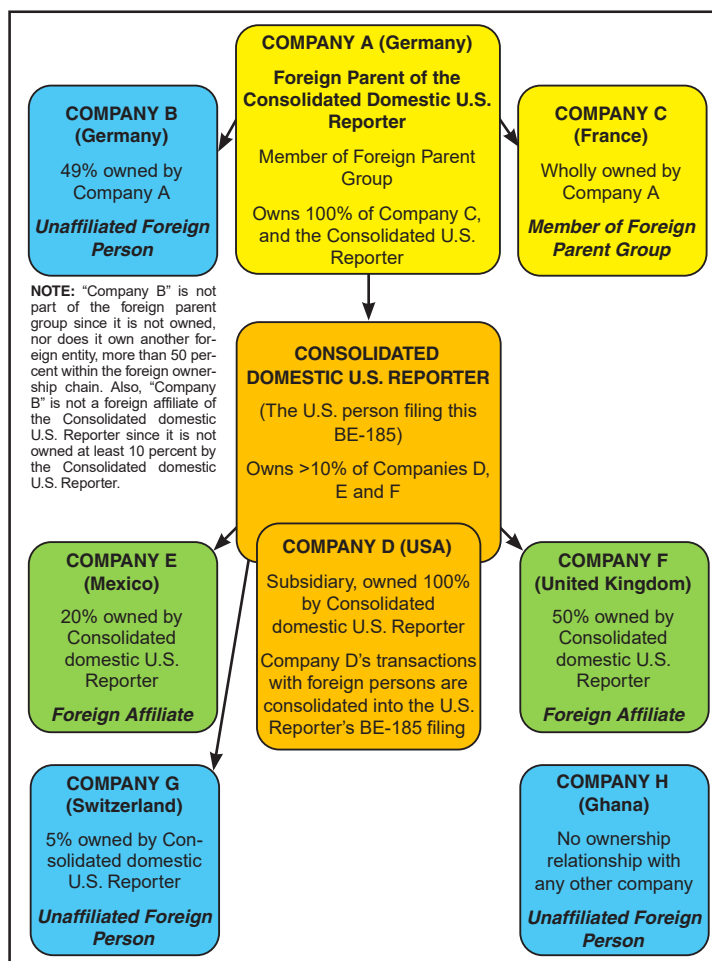 COMPANY A (Germany)
Foreign Parent of the
Consolidated Domestic U.S.
Reporter
Member of Foreign Parent
Group
Owns 100% of Company C,
and the Consolidated U.S.
Reporter
COMPANY B
(Germany)
49% owned by
Company A
Unaffiliated Foreign
Person
COMPANY C
(France)
Wholly owned by
Company A
Member of Foreign
Parent Group
NOTE: “Company B” is not
part of the foreign parent
group since it is not owned,
nor does it own another for-
eign entity, more than 50 per-
cent within the foreign owner-
ship chain. Also, “Company
B” is not a foreign affiliate of
the Consolidated domestic
U.S. Reporter since it is not
owned at least 10 percent by
the Consolidated domestic
U.S. Reporter.
CONSOLIDATED
DOMESTIC U.S. REPORTER
(The U.S. person filing this
BE-185)
Owns >10% of Companies D,
E and F
COMPANY D (USA)
Subsidiary, owned 100%
by Consolidated
domestic U.S. Reporter
Company D’s transactions
with foreign persons are
consolidated into the U.S.
Reporter’s BE-185 filing
COMPANY E
(Mexico)
20% owned by
Consolidated
domestic U.S.
Reporter
Foreign Affiliate
COMPANY F
(United Kingdom)
50% owned by
Consolidated
domestic U.S.
Reporter
Foreign Affiliate
COMPANY G
(Switzerland)
5% owned by Con-
solidated domestic
U.S. Reporter
Unaffiliated Foreign
Person
COMPANY H
(Ghana)
No ownership
relationship with
any other company
Unaffiliated Foreign
Person